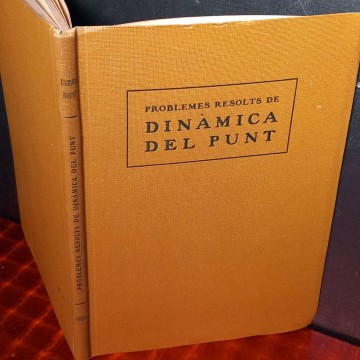 PROBLEMES RESOLTS DE
DINÀMICA
DEL PUNT
PROBLEMES RESOLTS DE DINÀMICA DEL PUNT